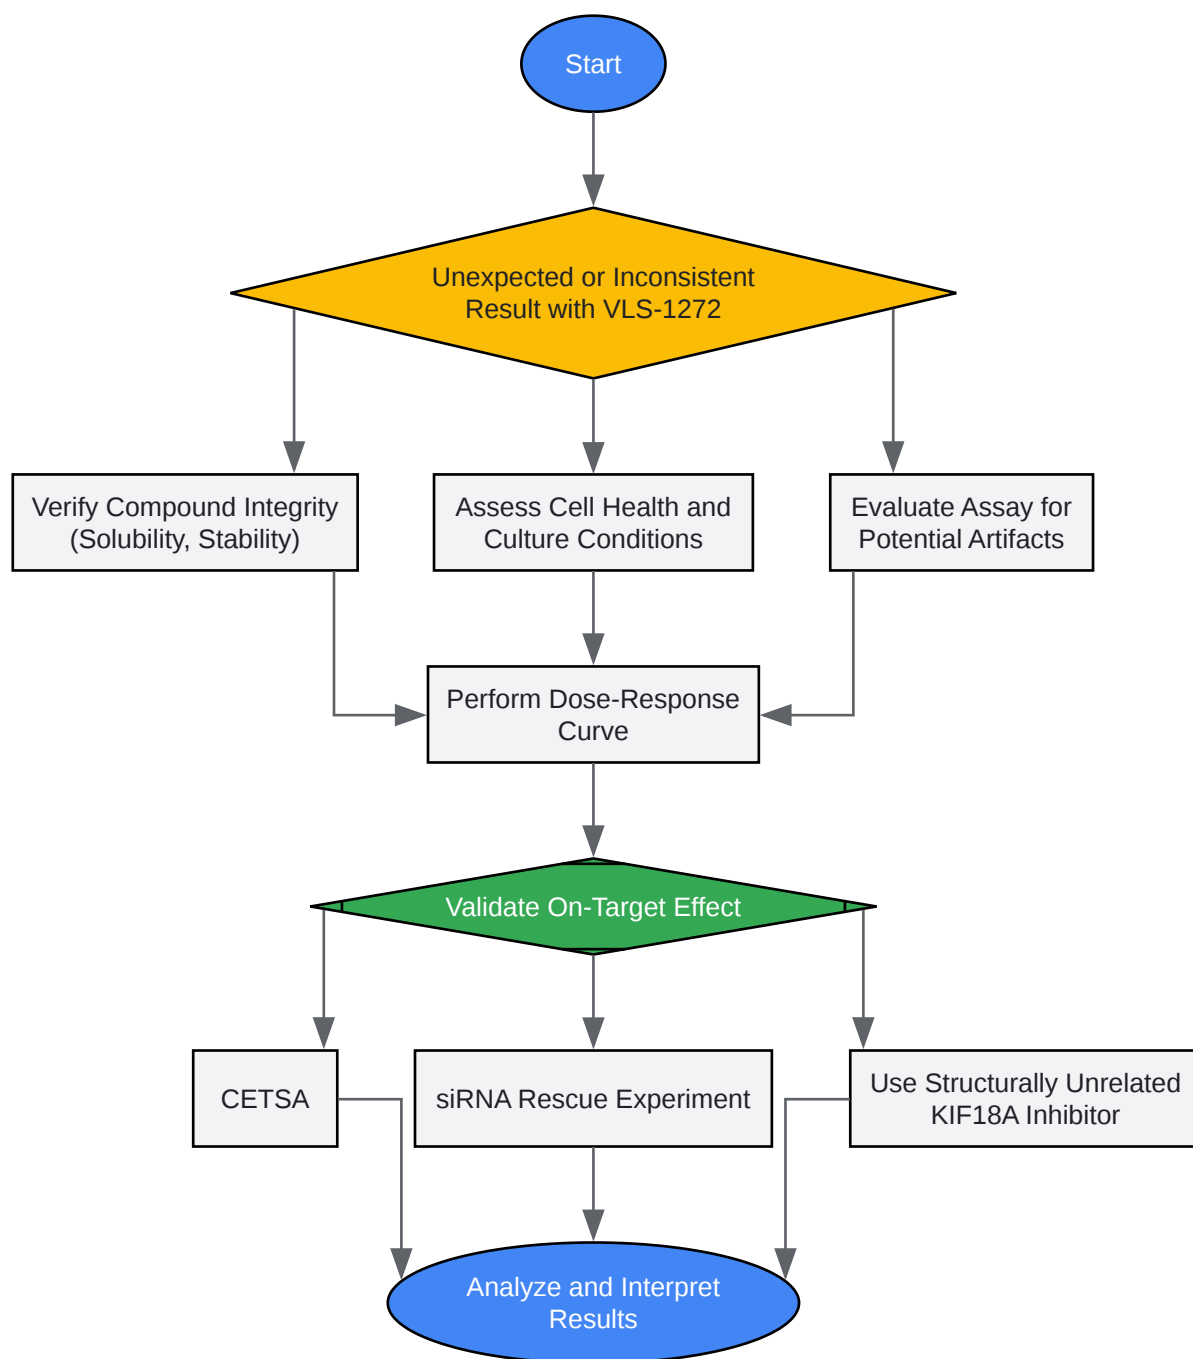 Start
Unexpected or Inconsistent
Result with VLS-1272
Verify Compound Integrity
(Solubility, Stability)
Assess Cell Health and
Culture Conditions
Evaluate Assay for
Potential Artifacts
Perform Dose-Response
Curve
Validate On-Target Effect
CETSA
siRNA Rescue Experiment
Use Structurally Unrelated
KIF18A Inhibitor
Analyze and Interpret
Results